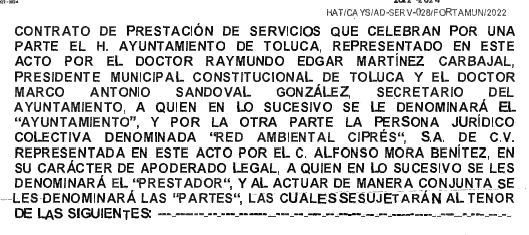 HAT/CAYS/AD-SERV-028/FORTAMUN/2022
CONTRATO DE PRESTACIÓN DE SERVICIOS QUE CELEBRAN POR UNA
PARTE EL H. AYUNTAMIENTO DE TOLUCA, REPRESENTADO EN ESTE
ACTO POR EL DOCTOR RAYMUNDO EDGAR MARTÍNEZ CARBAJAL,
PRESIDENTE MUNICIPAL CONSTITUCIONAL DE TOLUCA Y EL DOCTOR
MARCO ANTONIO SANDOVAL GONZÁLEZ, SECRETARIO DEL
AYUNTAMIENTO, A QUIEN EN LO SUCESIVO SE LE DENOMINARÁ EL
"AYUNTAMIENTO", Y POR LA OTRA PARTE LA PERSONA JURÍDICO
COLECTIVA DENOMINADA "RED AMBIENTAL CIPRÉS", S.A. DE C.V.
REPRESENTADA EN ESTE ACTO POR EL C. ALFONSO MORA BENÍTEZ, EN
SU CARÁCTER DE APODERADO LEGAL, A QUIEN EN LO SUCESIVO SE LES
DENOMINARÁ EL "PRESTADOR", Y AL ACTUAR DE MANERA CONJUNTA SE
LES DENOMINARÁ LAS "PARTES", LAS CUALES SE SUJETARÁN AL TENOR
DE LAS SIGUIENTES: